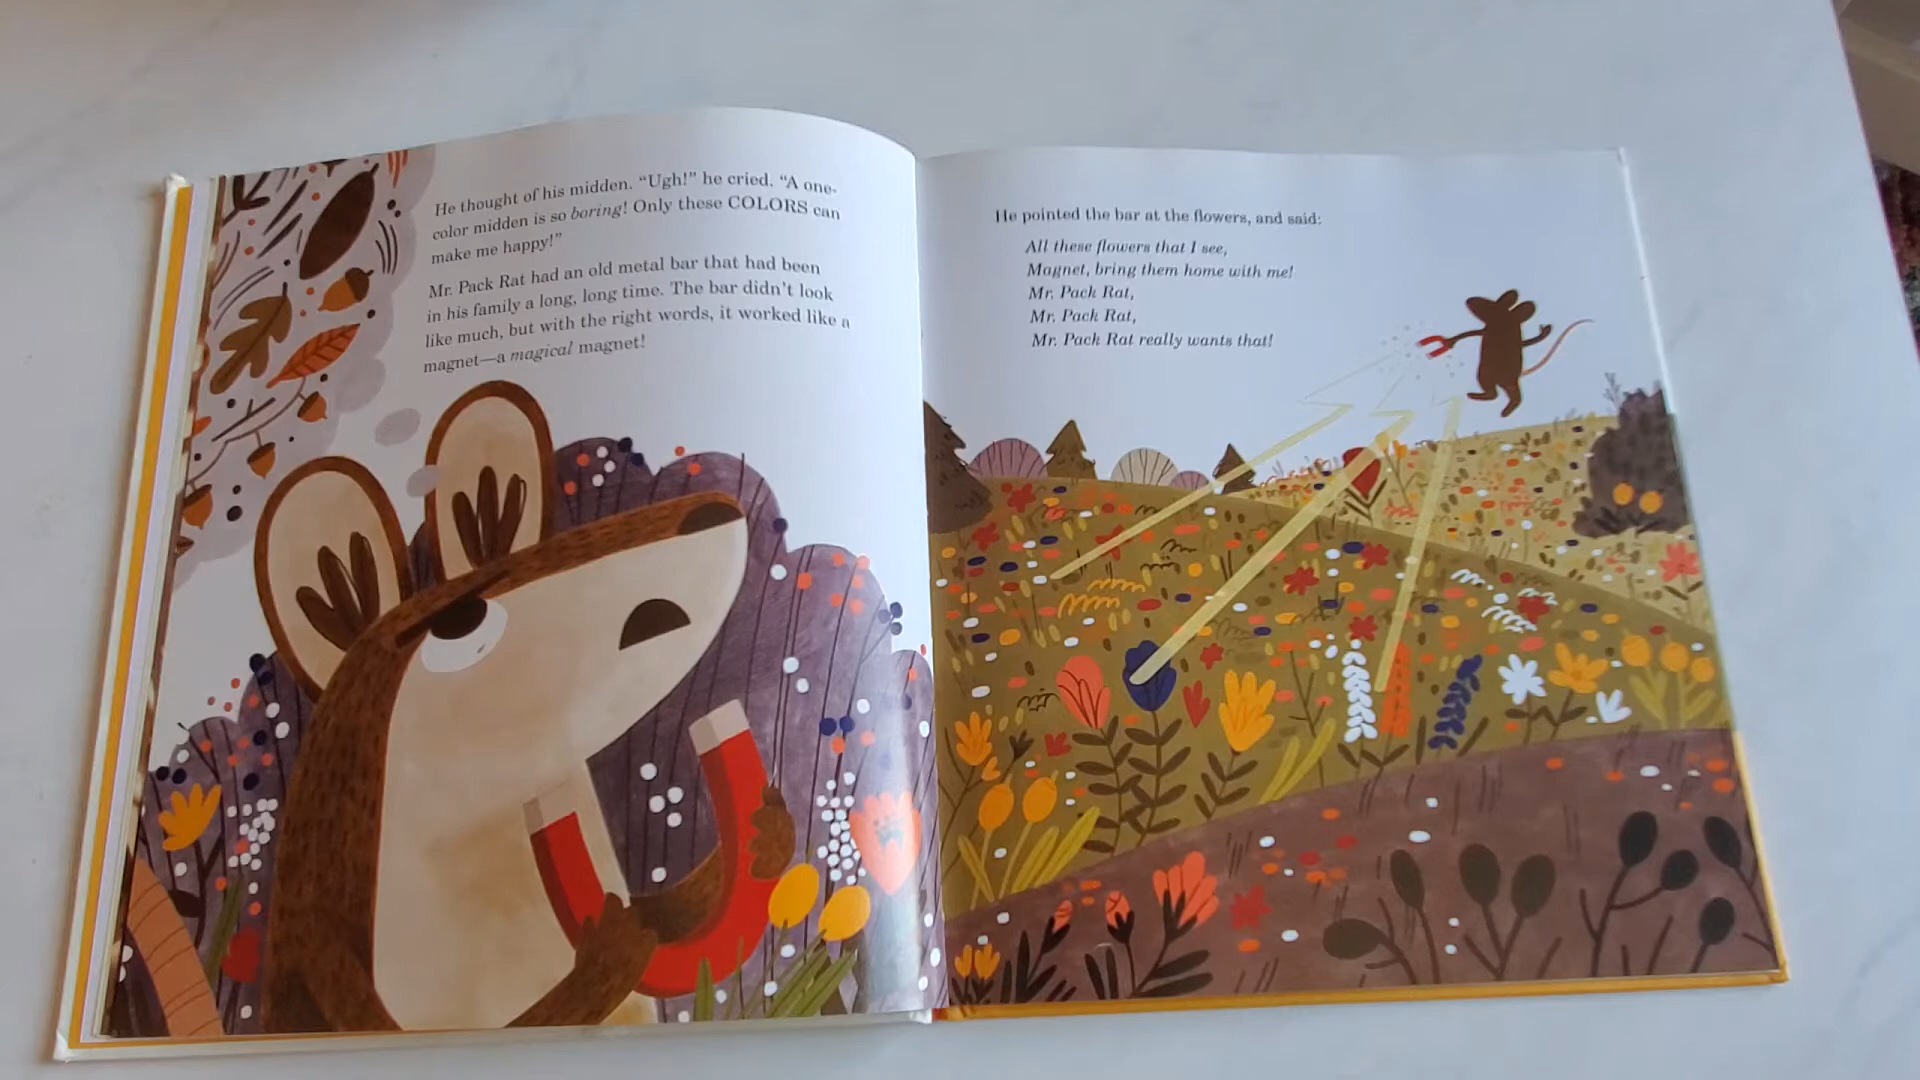 He thought of his midden. “Ugh!” he cried. “A one-
color midden is so boring! Only these COLORS can
make me happy!”
Mr. Pack Rat had an old metal bar that had been
in his family a long, long time. The bar didn’t look
like much, but with the right words, it worked like a
magnet—a magical magnet!
He pointed the bar at the flowers, and said:
All these flowers that I see,
Magnet, bring them home with me!
Mr. Pack Rat,
Mr. Pack Rat,
Mr. Pack Rat really wants that!